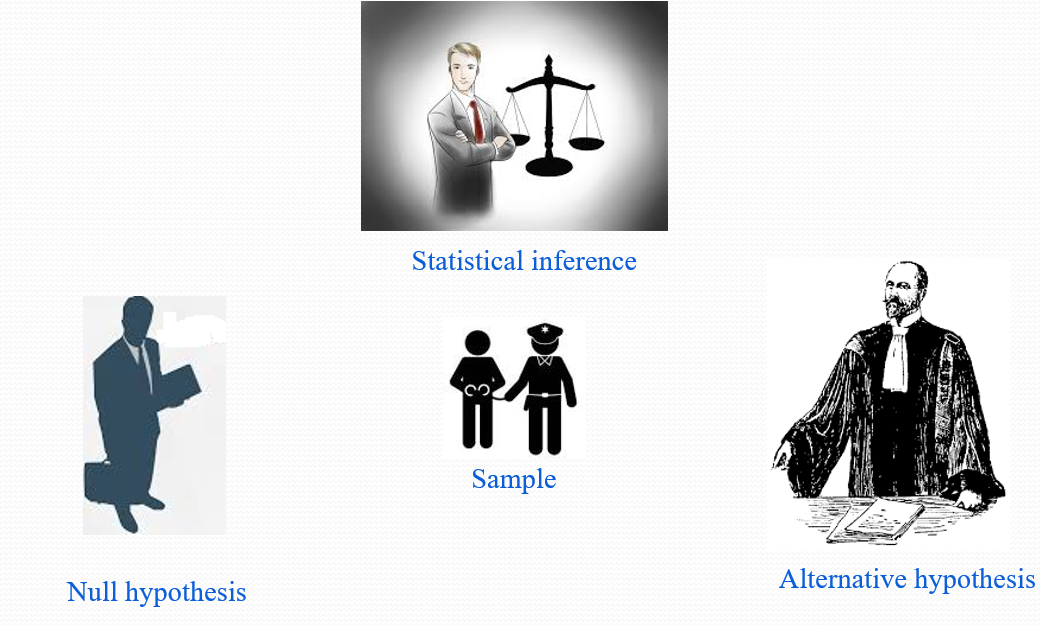 Statistical inference
Sample
Null hypothesis
Alternative hypothesis